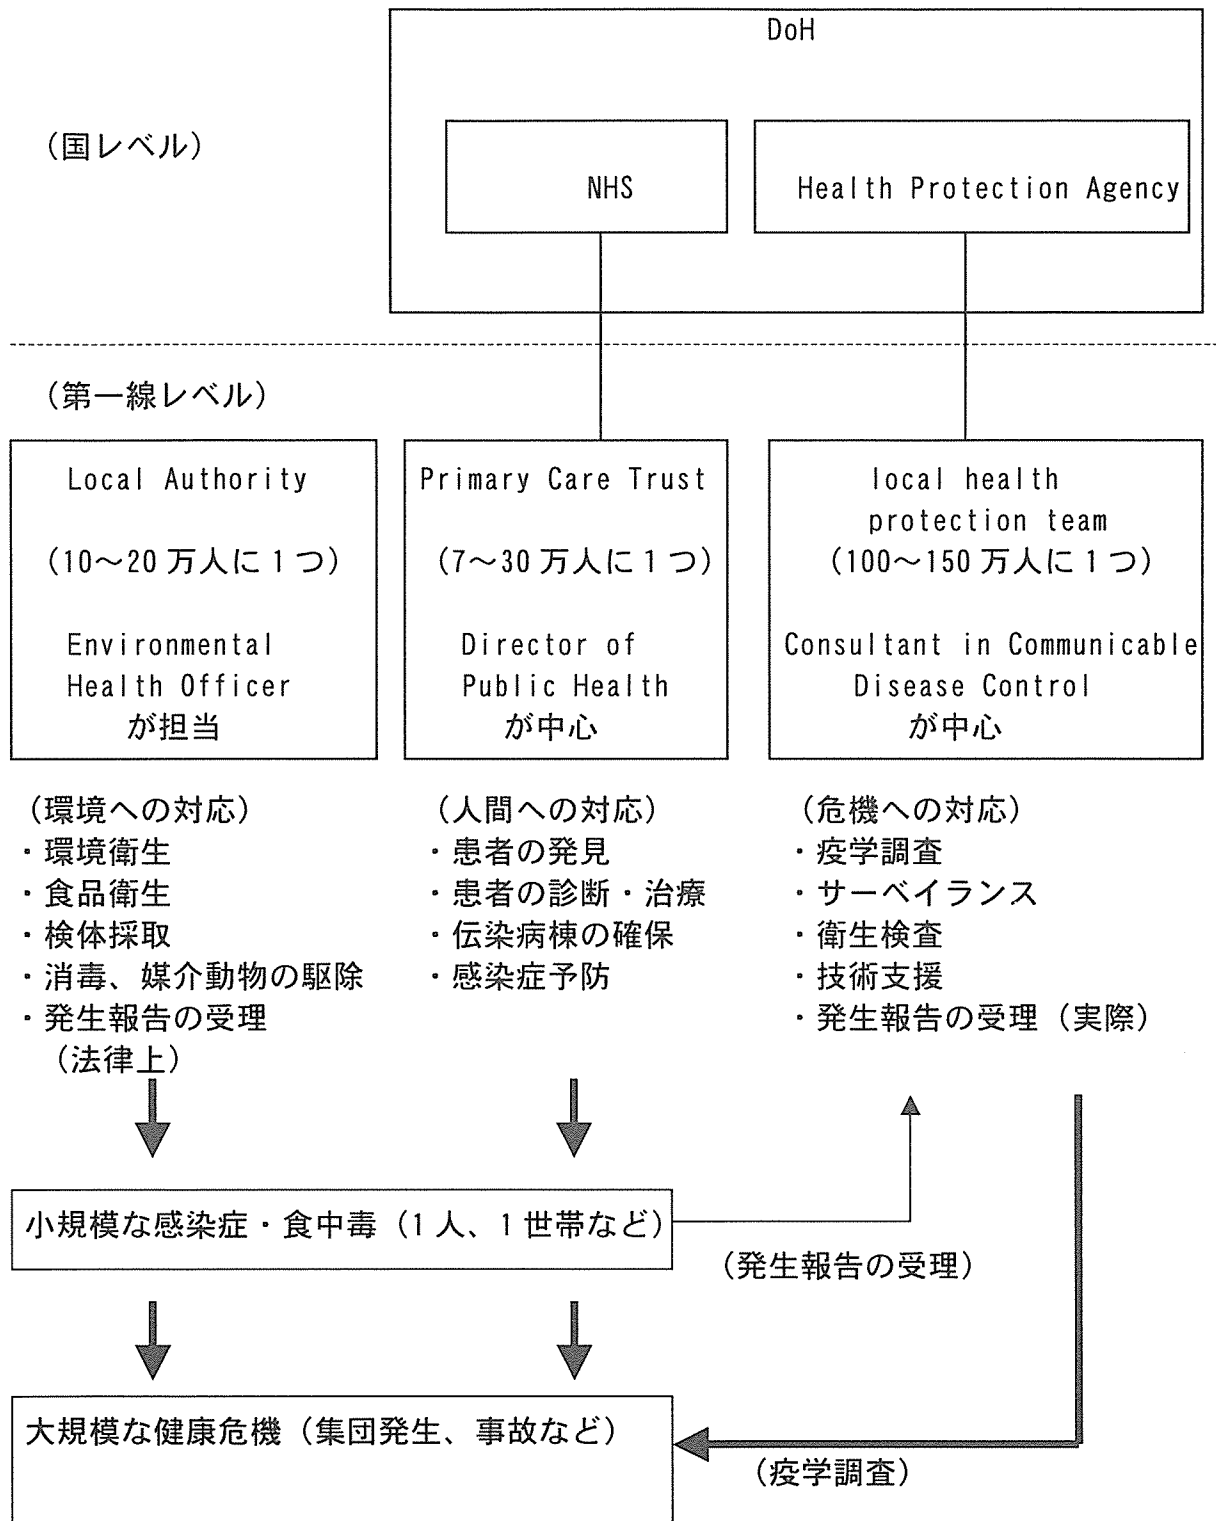 DoH
(国レベル)
NHS
Health Protection Agency
(第一線レベル)
Local Authority
(10～20万人に1つ)
Environmental
Health Officer
が担当
Primary Care Trust
(7～30万人に1つ)
Director of
Public Health
が中心
local health
protection team
(100～150万人に1つ)
Consultant in Communicable
Disease Control
が中心
(環境への対応)
・環境衛生
・食品衛生
・検体採取
・消毒、媒介動物の駆除
・発生報告の受理
(法律上)
(人間への対応)
・患者の発見
・患者の診断・治療
・伝染病棟の確保
・感染症予防
(危機への対応)
・疫学調査
・サーベイランス
・衛生検査
・技術支援
・発生報告の受理(実際)
小規模な感染症・食中毒(1人、1世帯など)
(発生報告の受理)
大規模な健康危機(集団発生、事故など)
(疫学調査)